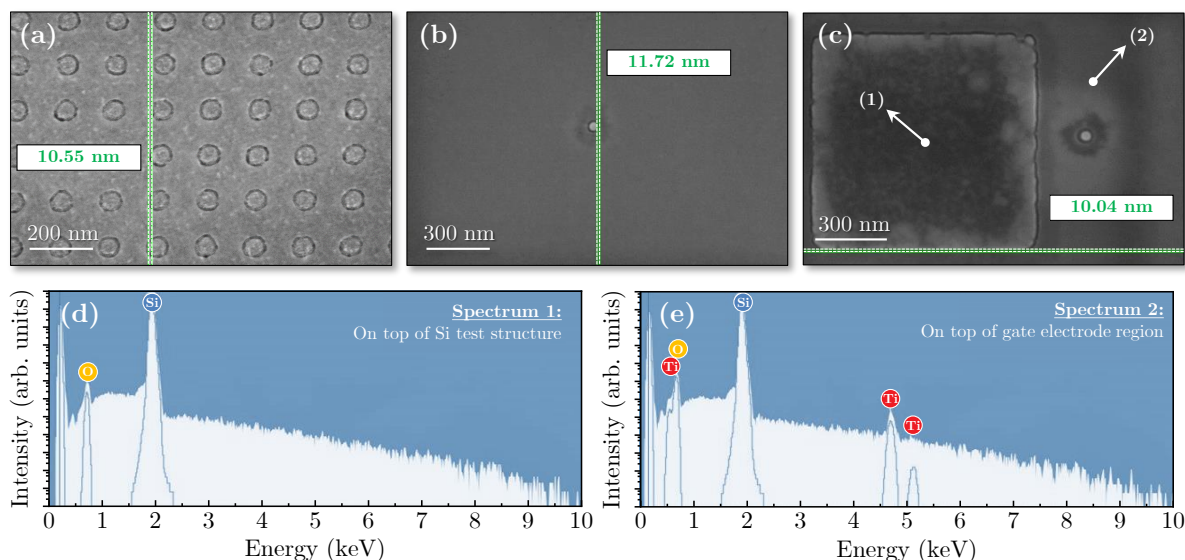 (a)
10.55 nm
200 nm
(b)
11.72 nm
300 nm
(c)
(1)
(2)
10.04 nm
300 nm
Intensity (arb. units)
(d)
Si
O
Spectrum 1:
On top of Si test structure
0 1 2 3 4 5 6 7 8 9 10
Energy (keV)
Intensity (arb. units)
(e)
Si
O
Ti
Ti
Ti
Spectrum 2:
On top of gate electrode region
0 1 2 3 4 5 6 7 8 9 10
Energy (keV)